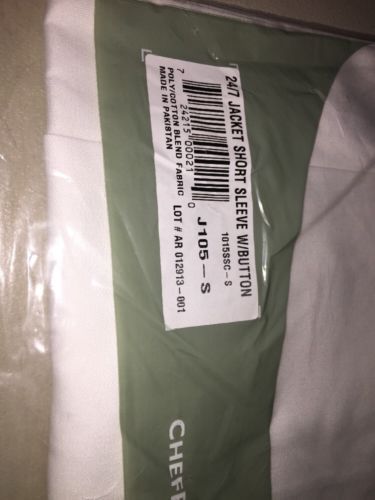 24/7 JACKET SHORT SLEEVE W/BUTTON
1015SSC-S
J105-S
7 24215 00021 0
POLY/COTTON BLEND FABRIC LOT # AR 012913-001
MADE IN PAKISTAN